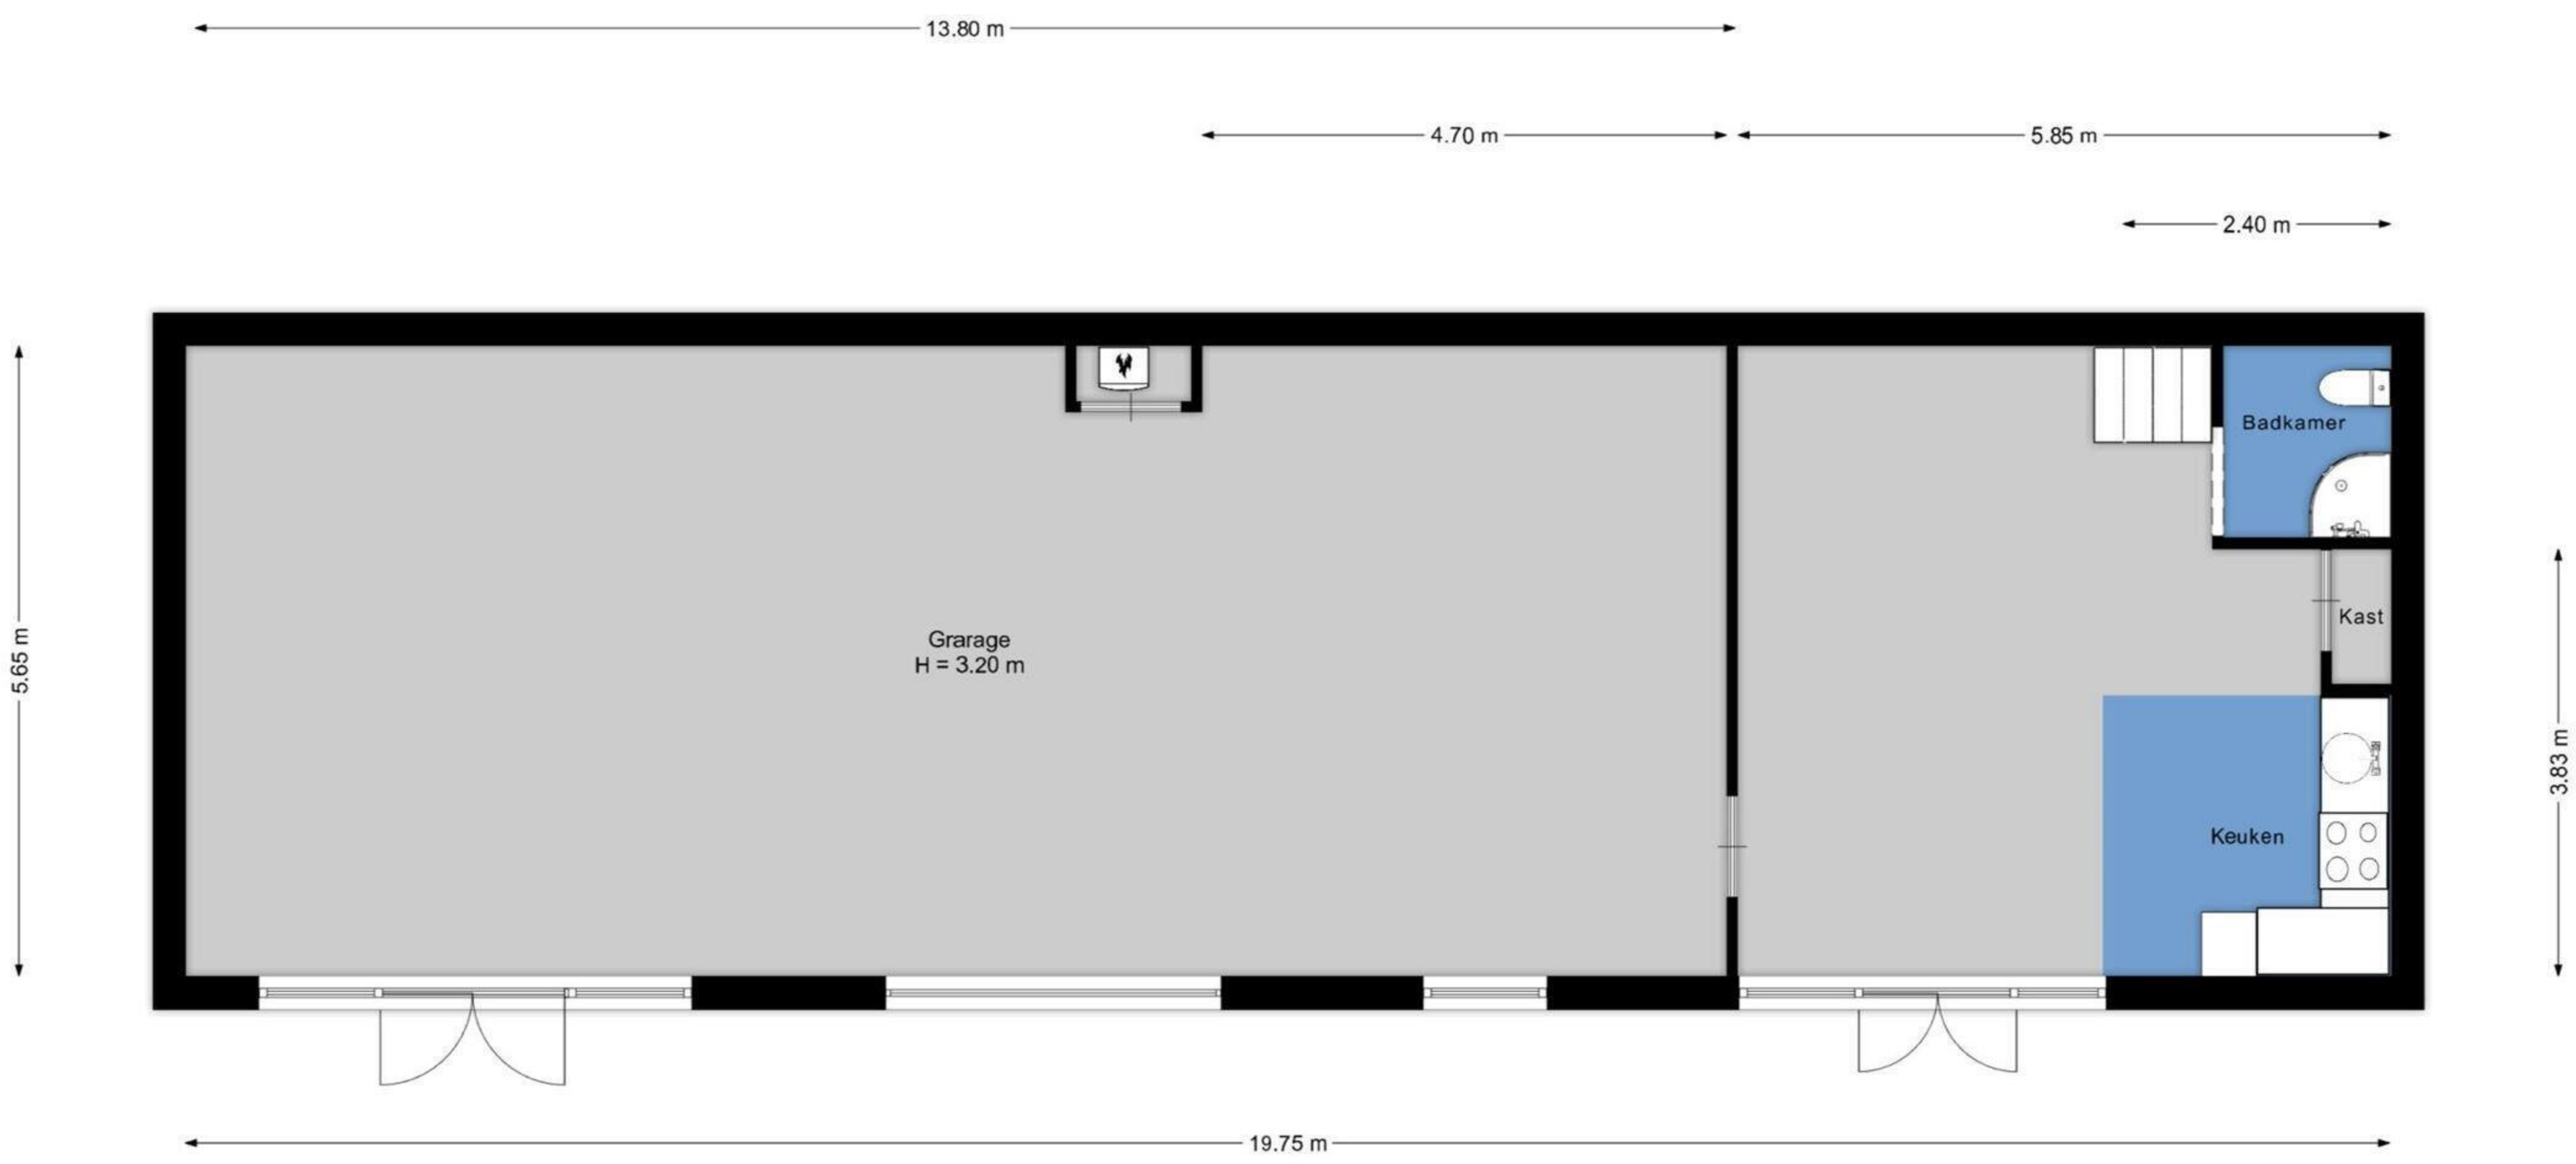 13.80 m
4.70 m
5.85 m
2.40 m
Badkamer
5.65 m
Grarage
H = 3.20 m
Kast
3.83 m
Keuken
19.75 m